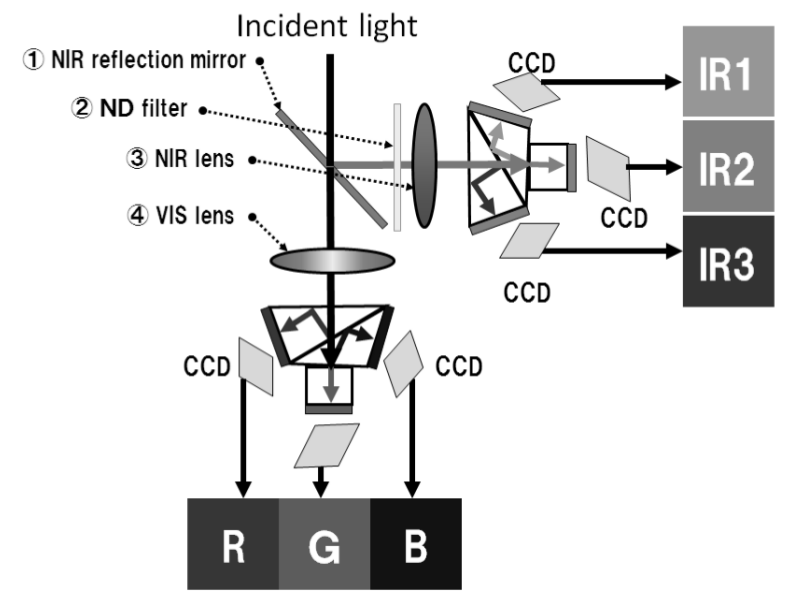 Incident light
① NIR reflection mirror
② ND filter
③ NIR lens
④ VIS lens
CCD
IR1
IR2
CCD
IR3
CCD
CCD
CCD
R G B